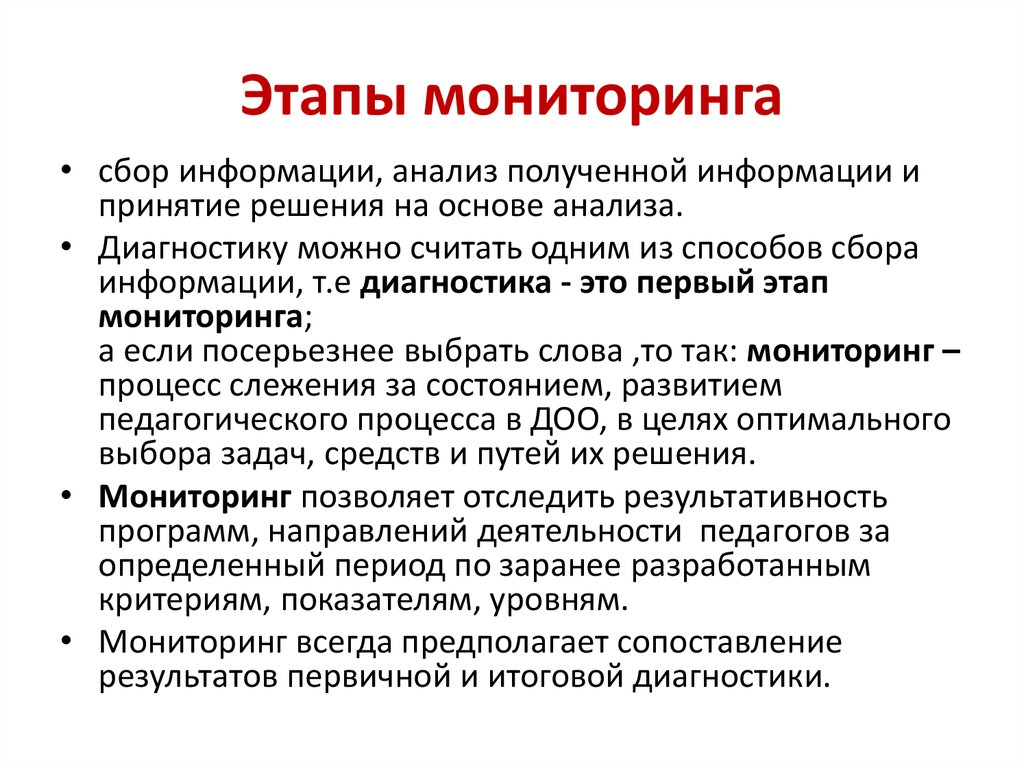 Этапы мониторинга
• сбор информации, анализ полученной информации и
принятие решения на основе анализа.
• Диагностику можно считать одним из способов сбора
информации, т.е диагностика - это первый этап
мониторинга;
а если посерьезнее выбрать слова ,то так: мониторинг –
процесс слежения за состоянием, развитием
педагогического процесса в ДОО, в целях оптимального
выбора задач, средств и путей их решения.
• Мониторинг позволяет отследить результативность
программ, направлений деятельности  педагогов за
определенный период по заранее разработанным
критериям, показателям, уровням.
• Мониторинг всегда предполагает сопоставление
результатов первичной и итоговой диагностики.